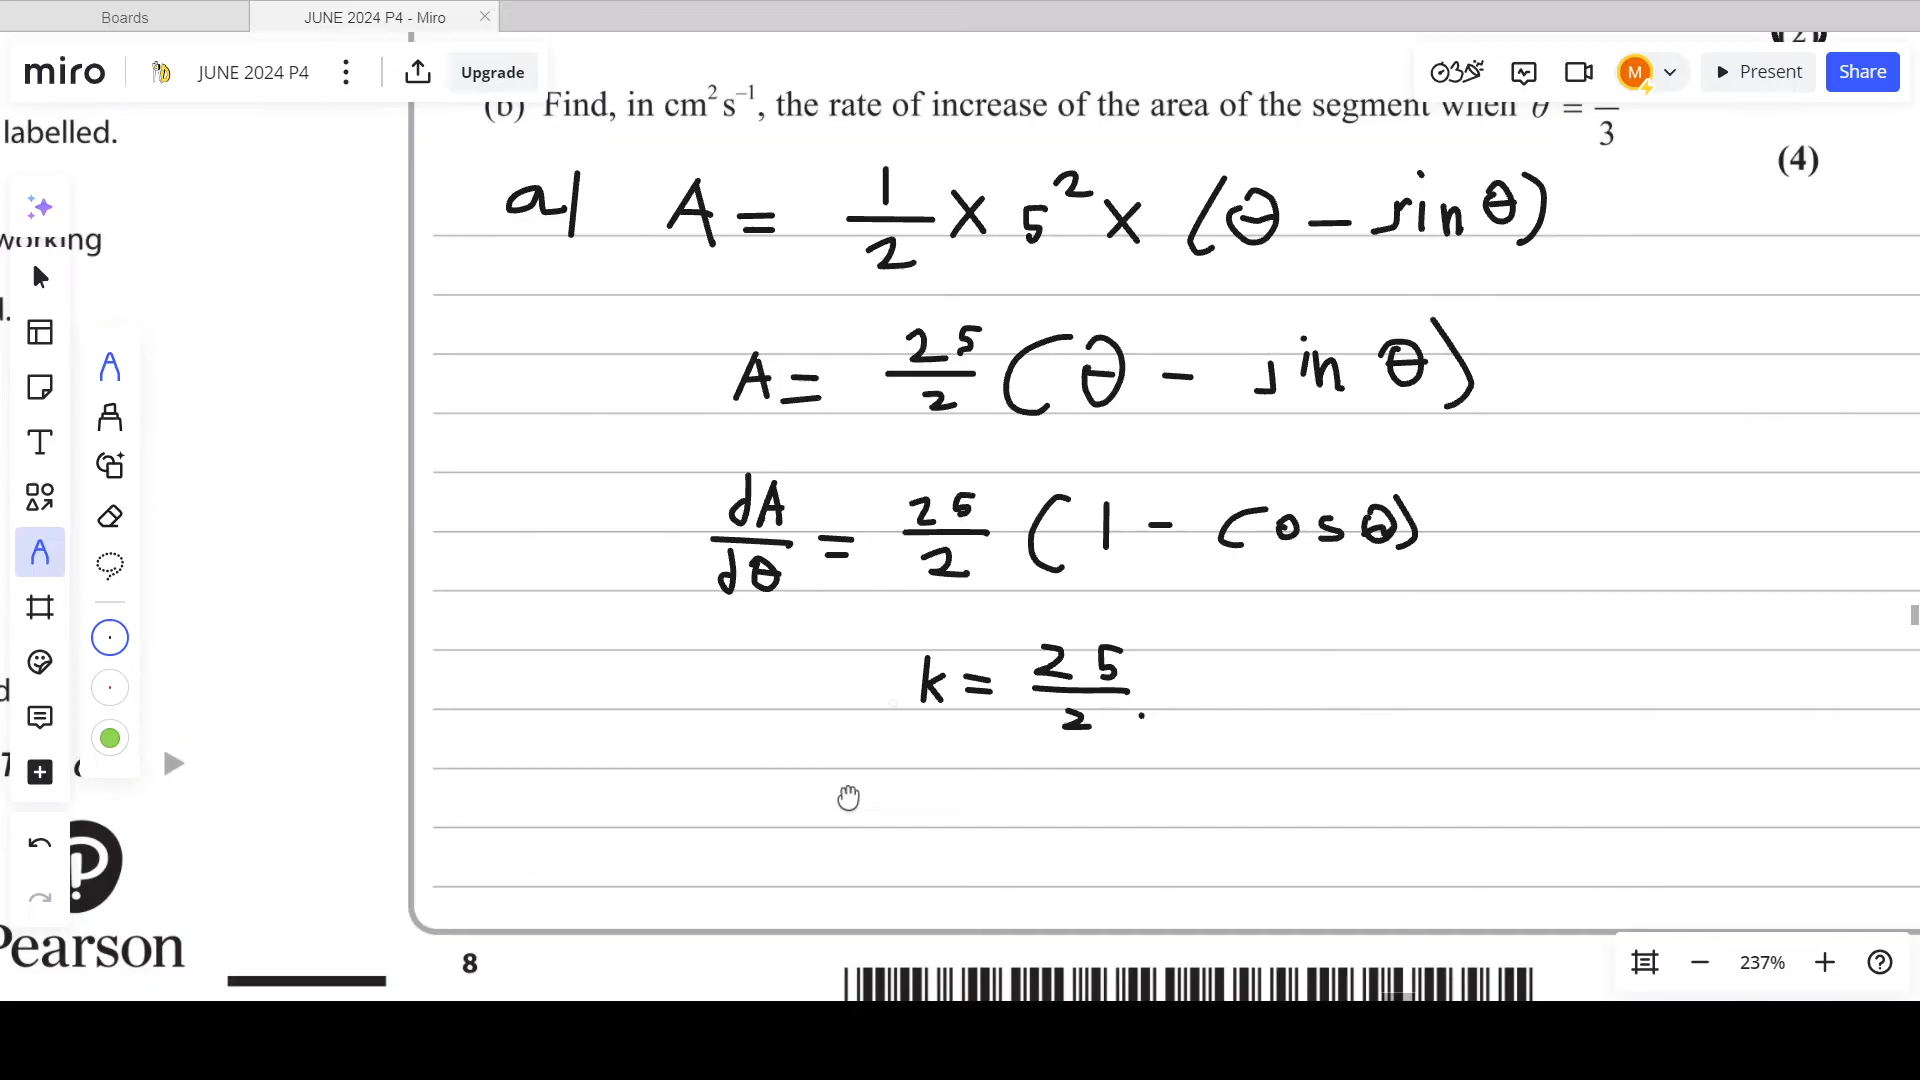 Boards
JUNE 2024 P4 - Miro
miro
JUNE 2024 P4
Upgrade
M
Present
Share
labelled.
(b) Find, in cm² s⁻¹, the rate of increase of the area of the segment when θ = — 3
(4)
a) A = 1/2 × 5² × (θ − sin θ)
A = 25/2 (θ − sin θ)
dA/dθ = 25/2 (1 − cosθ)
k = 25/2 .
Pearson
8
237%